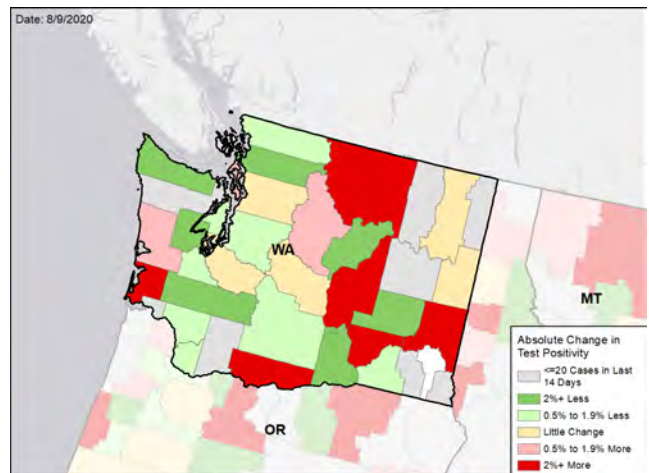 Date: 8/9/2020
WA
MT
OR
Absolute Change in
Test Positivity
<=20 Cases in Last
14 Days
2%+ Less
0.5% to 1.9% Less
Little Change
0.5% to 1.9% More
2%+ More